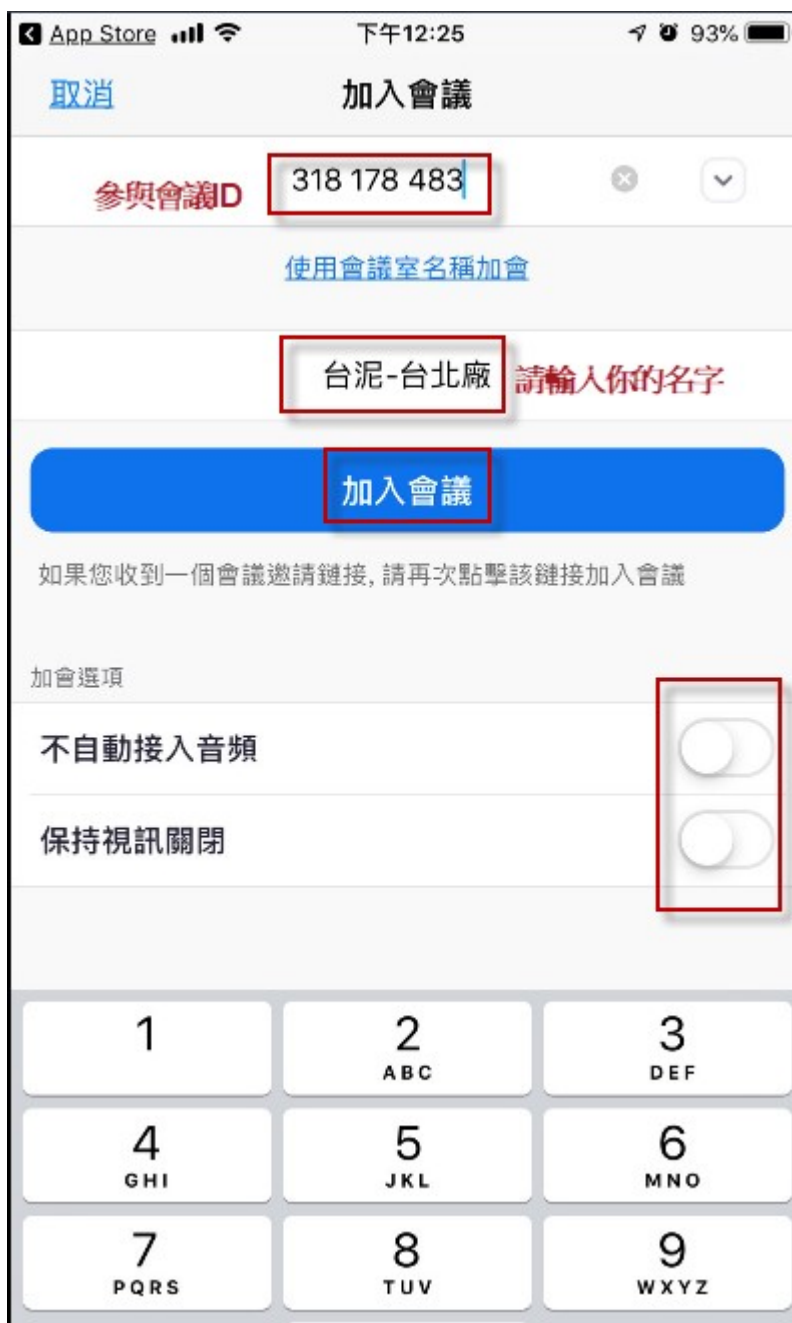 App Store 下午12:25 93%
取消 加入會議
參與會議ID 318 178 483
使用會議室名稱加會
台泥-台北廠 請輸入你的名字
加入會議
如果您收到一個會議邀請鏈接, 請再次點擊該鏈接加入會議
加會選項
不自動接入音頻
保持視訊關閉
1 2 3
ABC DEF
4 5 6
GHI JKL MNO
7 8 9
PQRS TUV WXYZ